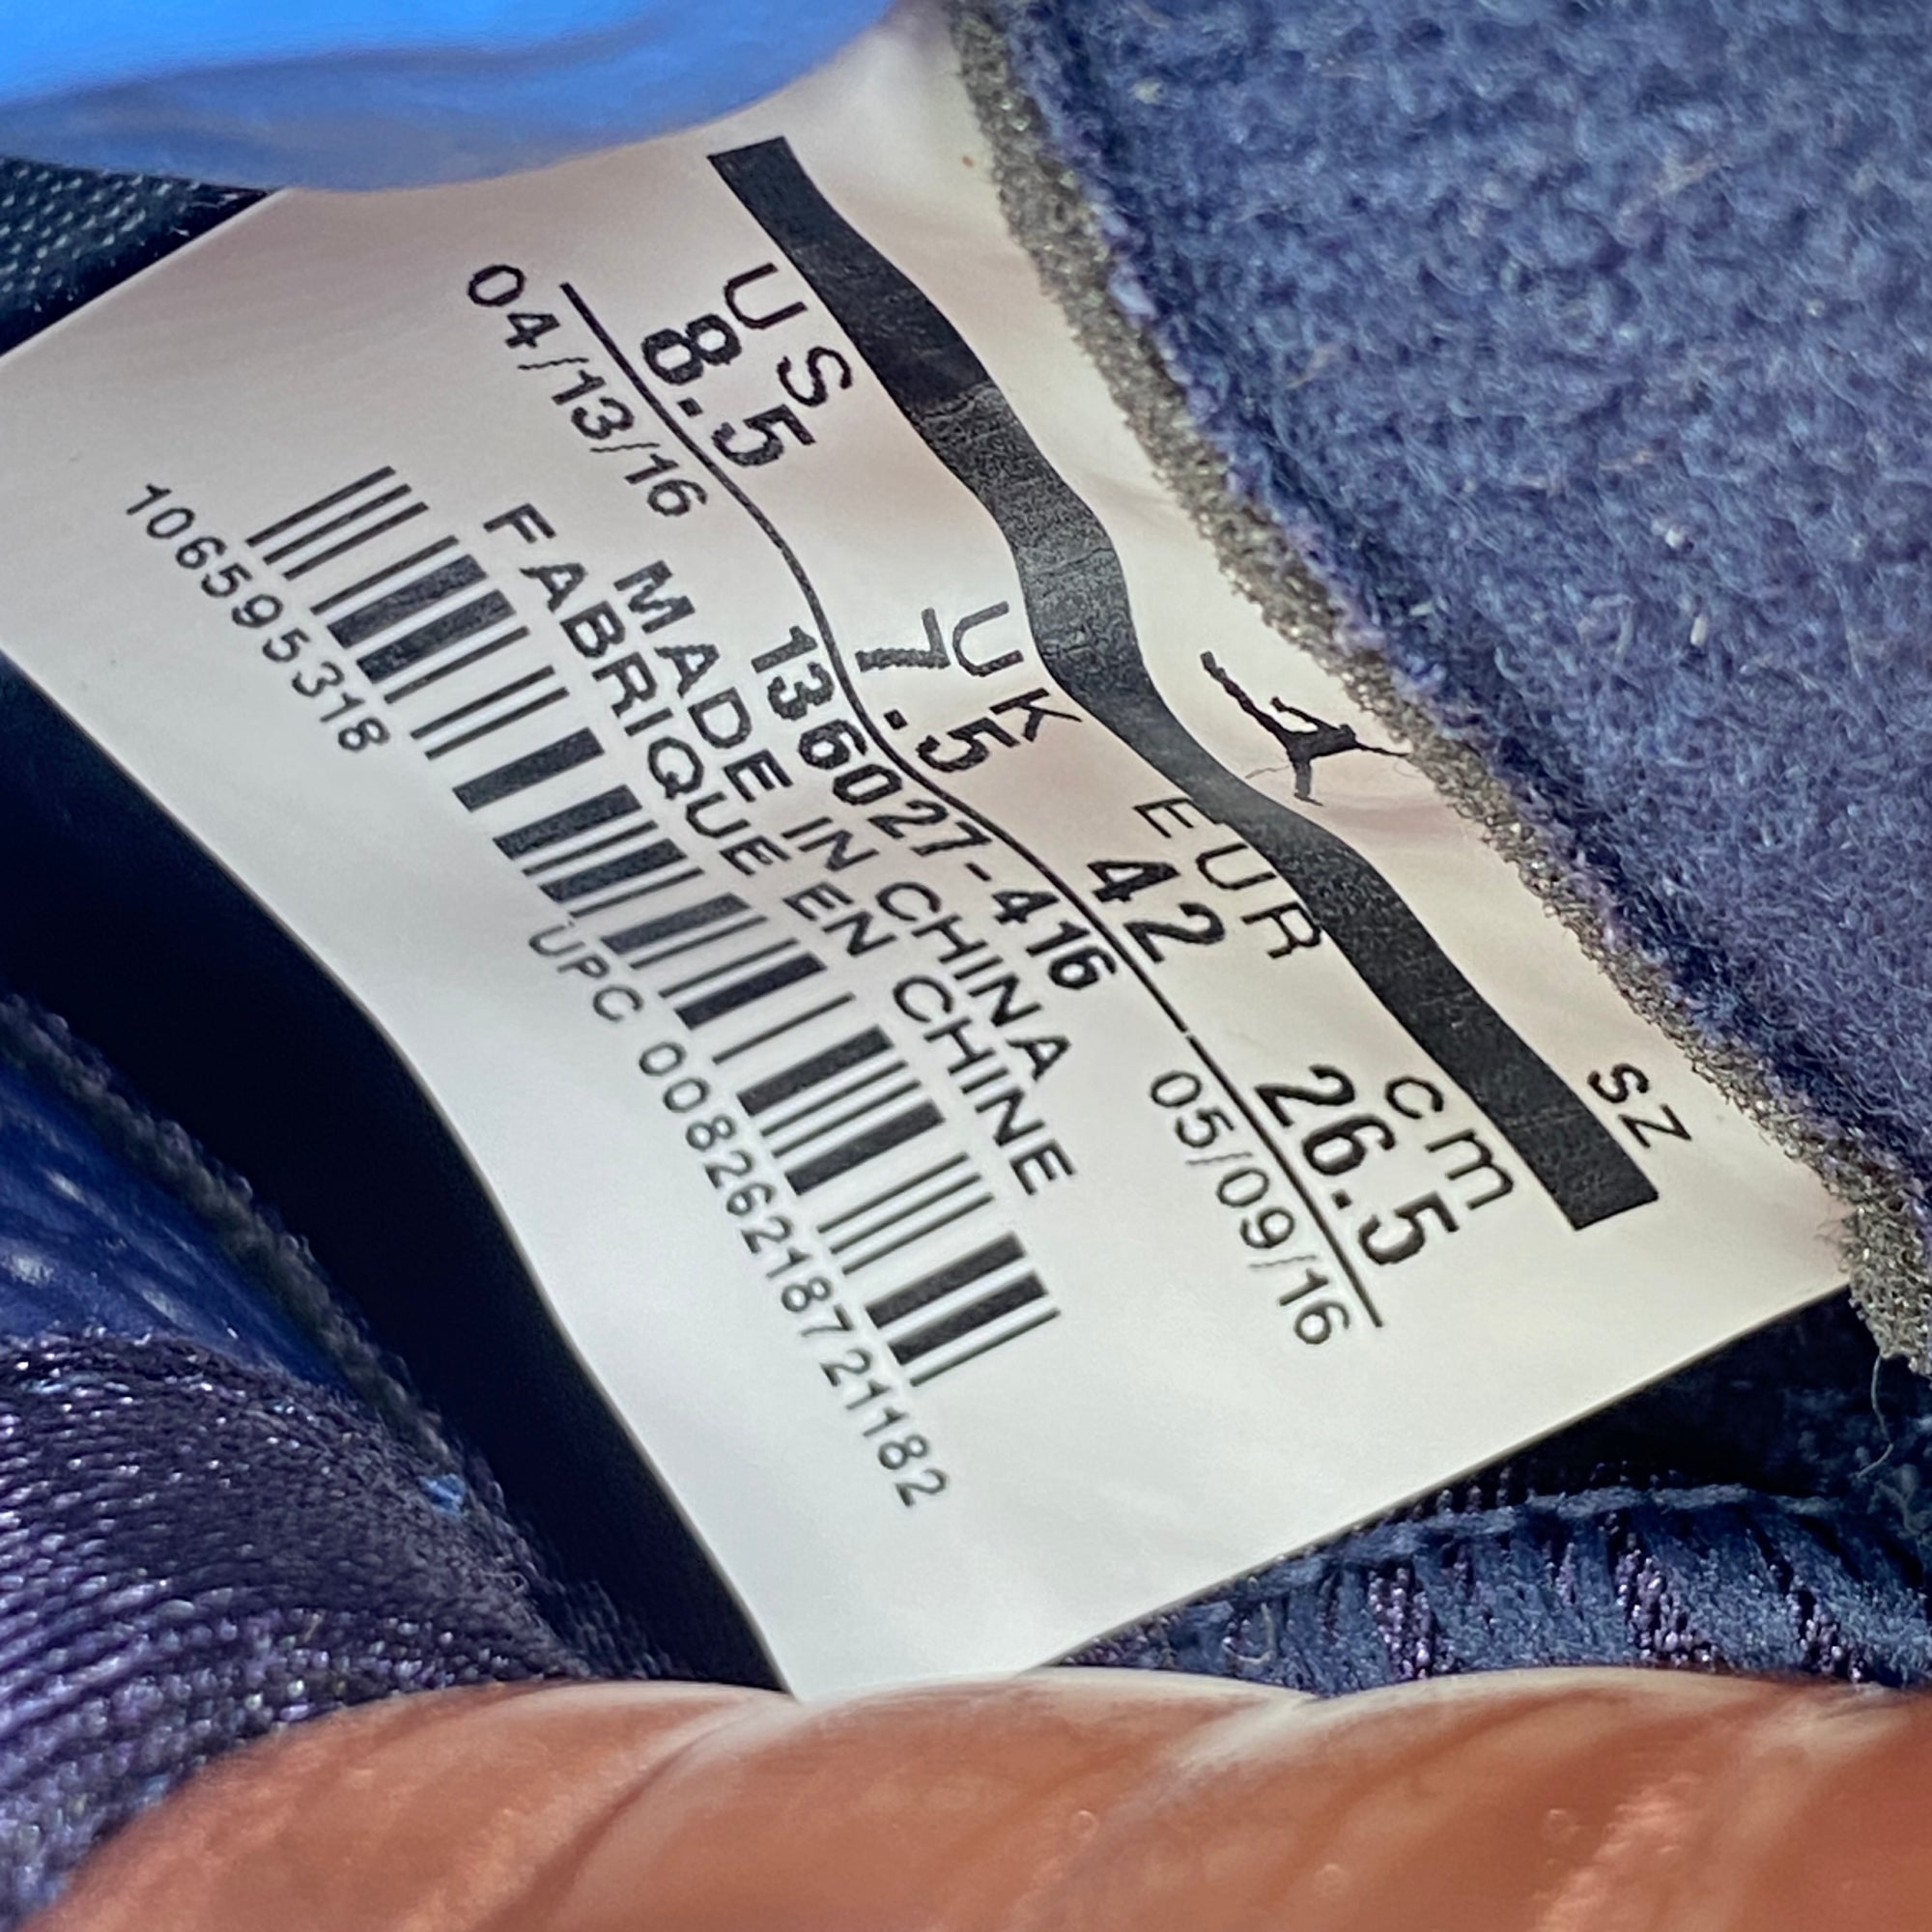 SZ
US UK EUR cm
8.5 7.5 42 26.5
04/13/16 05/09/16
136027-416
MADE IN CHINA
FABRIQUE EN CHINE
106595318
UPC 00826218721182